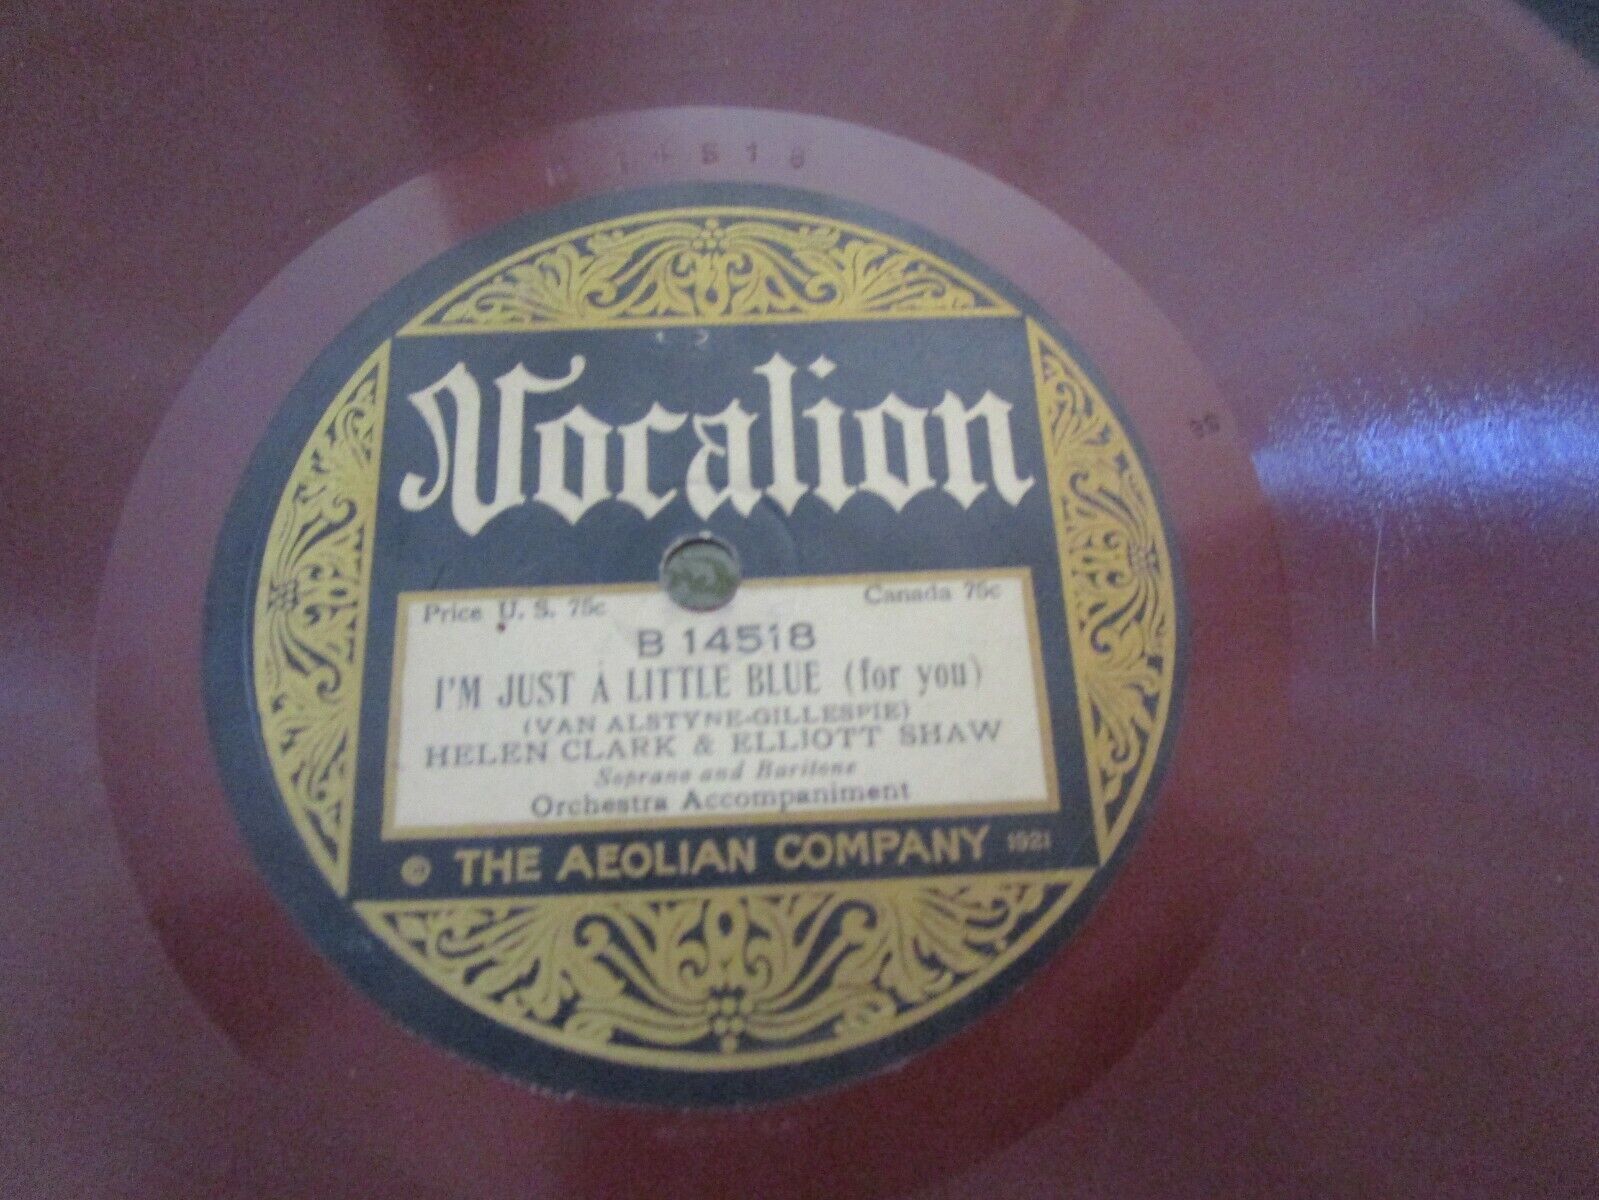 14518
Vocalion
Price U. S. 75c Canada 75c
B 14518
I'M JUST A LITTLE BLUE (for you)
(VAN ALSTYNE-GILLESPIE)
HELEN CLARK & ELLIOTT SHAW
Soprano and Baritone
Orchestra Accompaniment
THE AEOLIAN COMPANY 1921